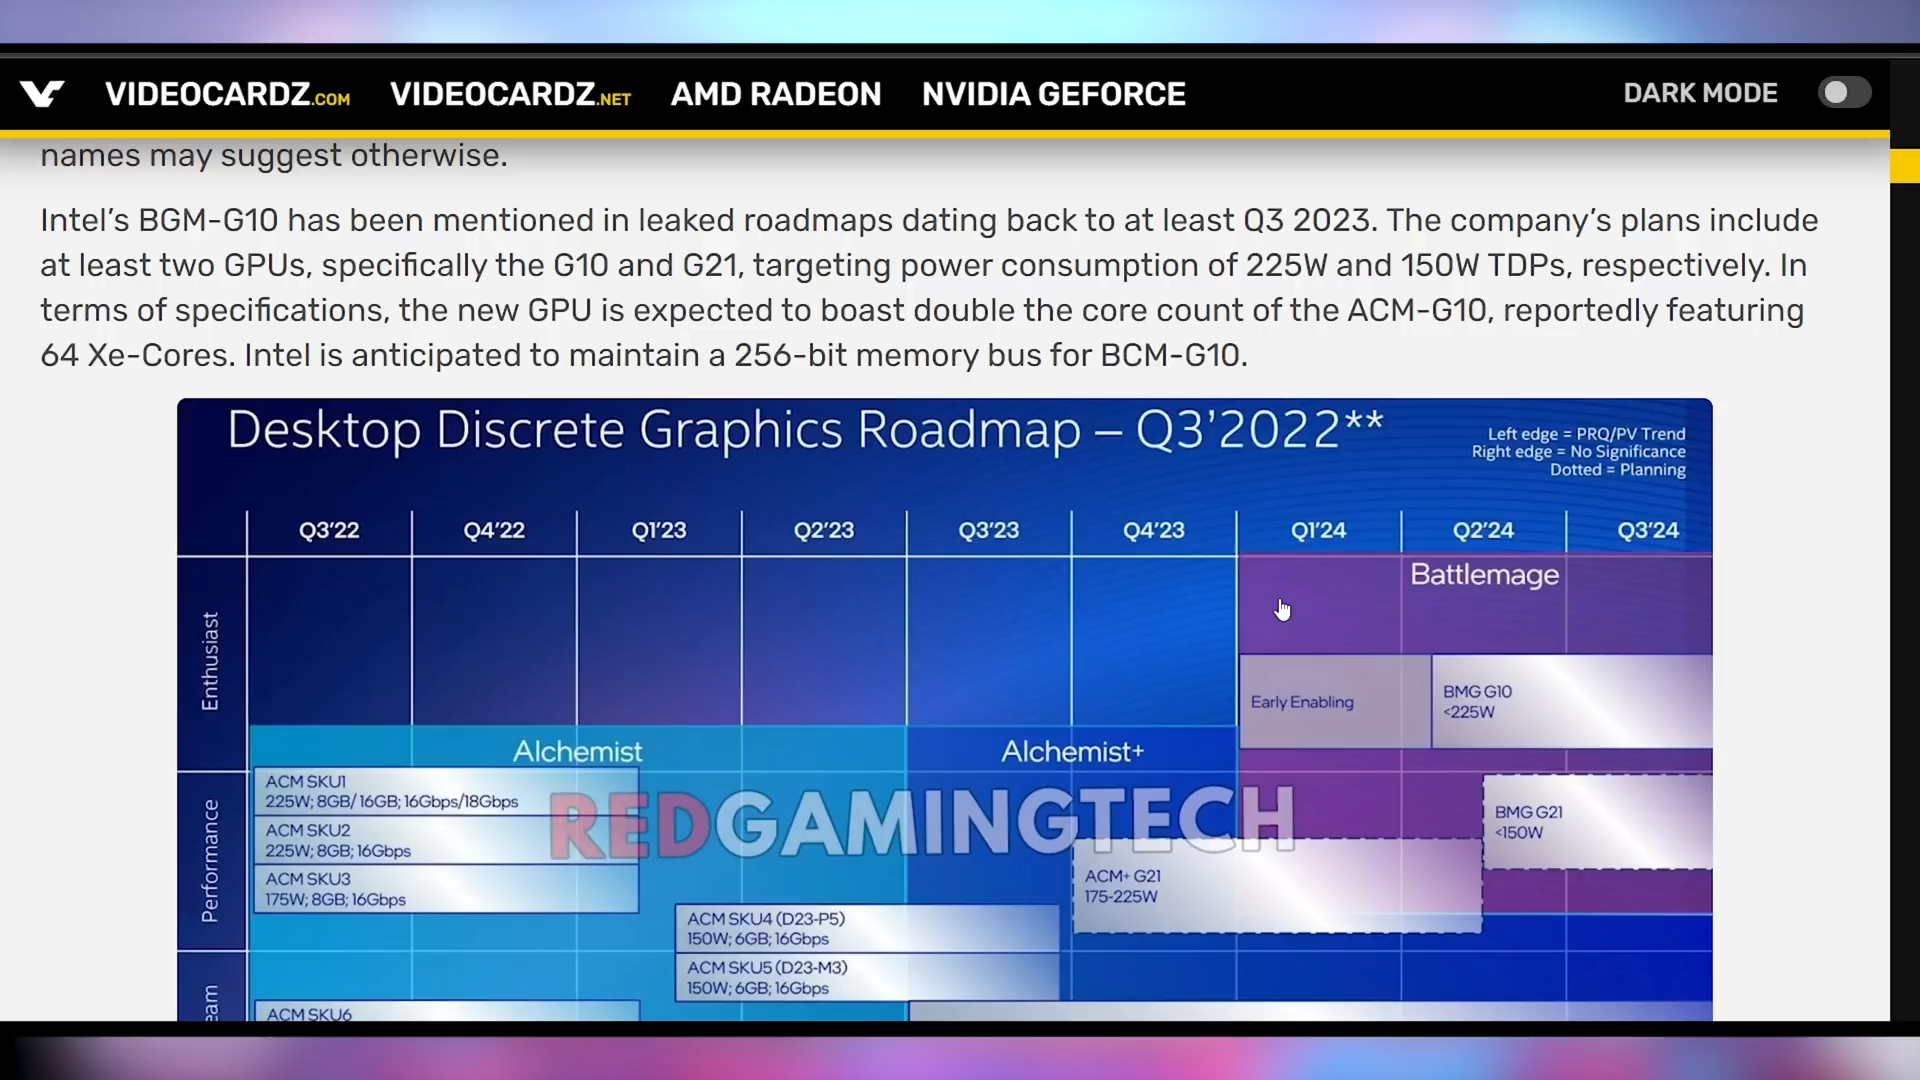 VIDEOCARDZ.COM VIDEOCARDZ.NET AMD RADEON NVIDIA GEFORCE DARK MODE
names may suggest otherwise.
Intel's BGM-G10 has been mentioned in leaked roadmaps dating back to at least Q3 2023. The company's plans include
at least two GPUs, specifically the G10 and G21, targeting power consumption of 225W and 150W TDPs, respectively. In
terms of specifications, the new GPU is expected to boast double the core count of the ACM-G10, reportedly featuring
64 Xe-Cores. Intel is anticipated to maintain a 256-bit memory bus for BCM-G10.
Desktop Discrete Graphics Roadmap – Q3'2022**
Left edge = PRQ/PV Trend
Right edge = No Significance
Dotted = Planning
Q3'22 Q4'22 Q1'23 Q2'23 Q3'23 Q4'23 Q1'24 Q2'24 Q3'24
Enthusiast
Battlemage
Early Enabling
BMG G10
<225W
Alchemist
Alchemist+
Performance
ACM SKU1
225W; 8GB/16GB; 16Gbps/18Gbps
ACM SKU2
225W; 8GB; 16Gbps
ACM SKU3
175W; 8GB; 16Gbps
REDGAMINGTECH
BMG G21
<150W
ACM+ G21
175-225W
ACM SKU4 (D23-P5)
150W; 6GB; 16Gbps
ACM SKU5 (D23-M3)
150W; 6GB; 16Gbps
eam
ACM SKU6